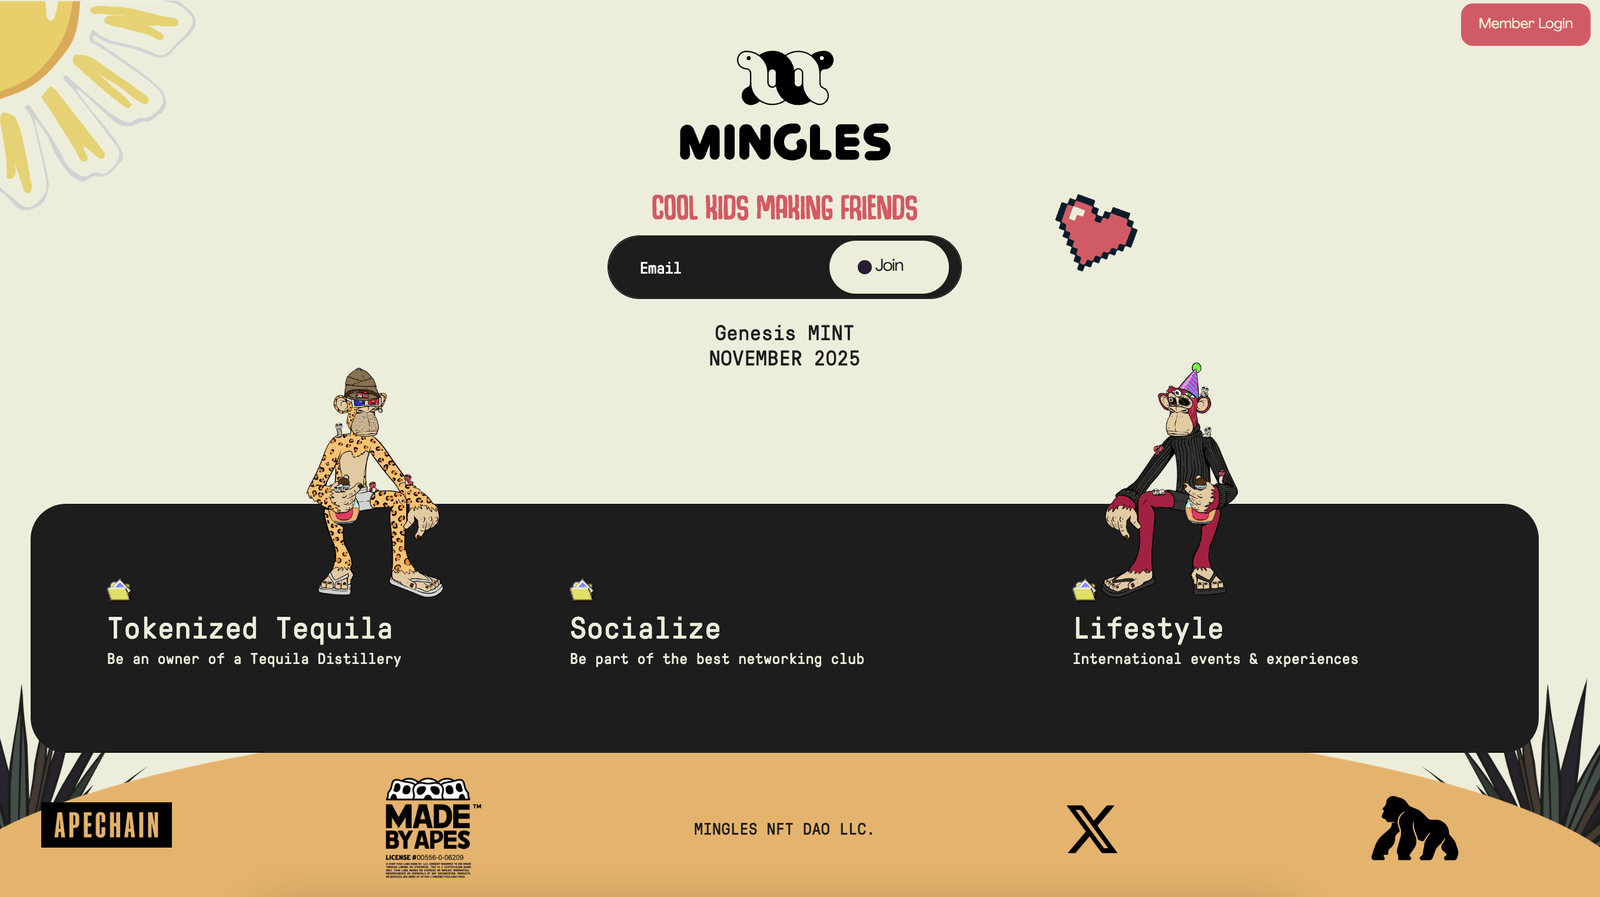 Member Login
MINGLES
COOL KIDS MAKING FRIENDS
Email
Join
Genesis MINT
NOVEMBER 2025
Tokenized Tequila
Be an owner of a Tequila Distillery
Socialize
Be part of the best networking club
Lifestyle
International events & experiences
APECHAIN
MADE ™
BY APES
LICENSE #00556-0-06209
MINGLES NFT DAO LLC.